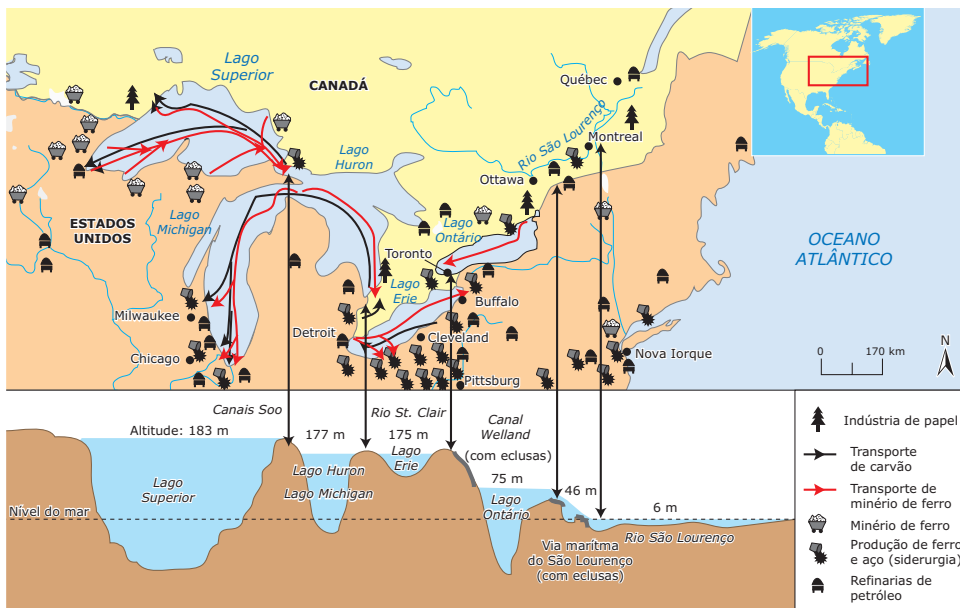 Lago
Superior
CANADÁ
Québec
Rio São Lourenço
Montreal
Lago
Huron
Ottawa
ESTADOS
UNIDOS
Lago
Michigan
Lago
Ontário
Toronto
OCEANO
ATLÂNTICO
Lago
Erie
Buffalo
Milwaukee
Detroit
Cleveland
Chicago
Nova Iorque
Pittsburg
0
170 km
N
Canais Soo
Rio St. Clair
Canal
Welland
(com eclusas)
Altitude: 183 m
177 m
175 m
Lago
Erie
75 m
46 m
6 m
Lago Huron
Lago Michigan
Lago
Superior
Lago
Ontário
Nível do mar
Rio São Lourenço
Via marítma
do São Lourenço
(com eclusas)
Indústria de papel
Transporte
de carvão
Transporte de
minério de ferro
Minério de ferro
Produção de ferro
e aço (siderurgia)
Refinarias de
petróleo